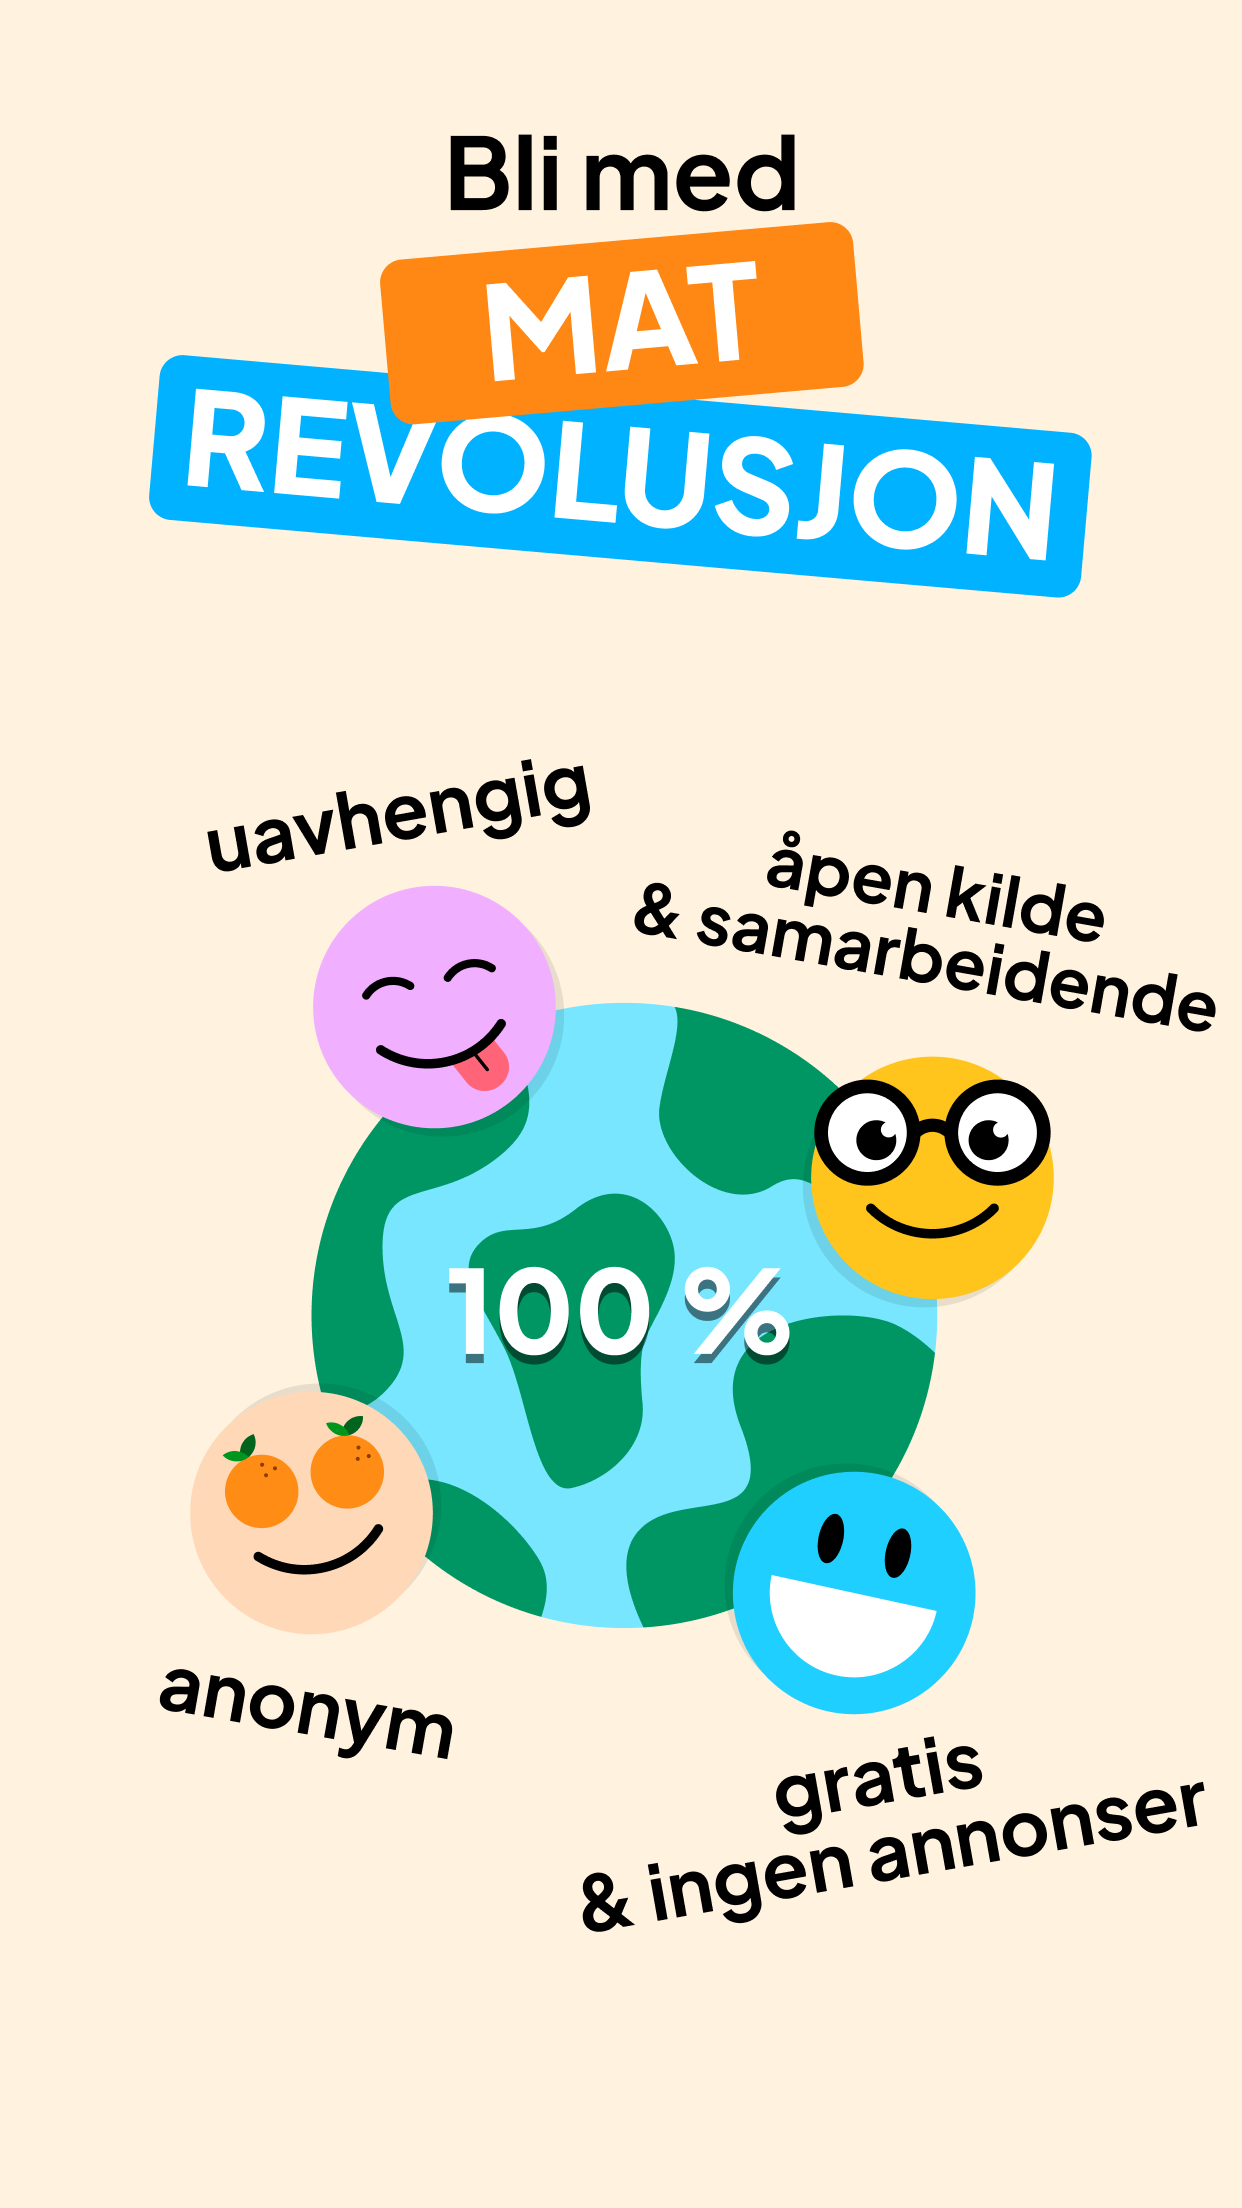 Bli med
MAT
REVOLUSJON
uavhengig
åpen kilde
& samarbeidende
100 %
anonym
gratis
& ingen annonser